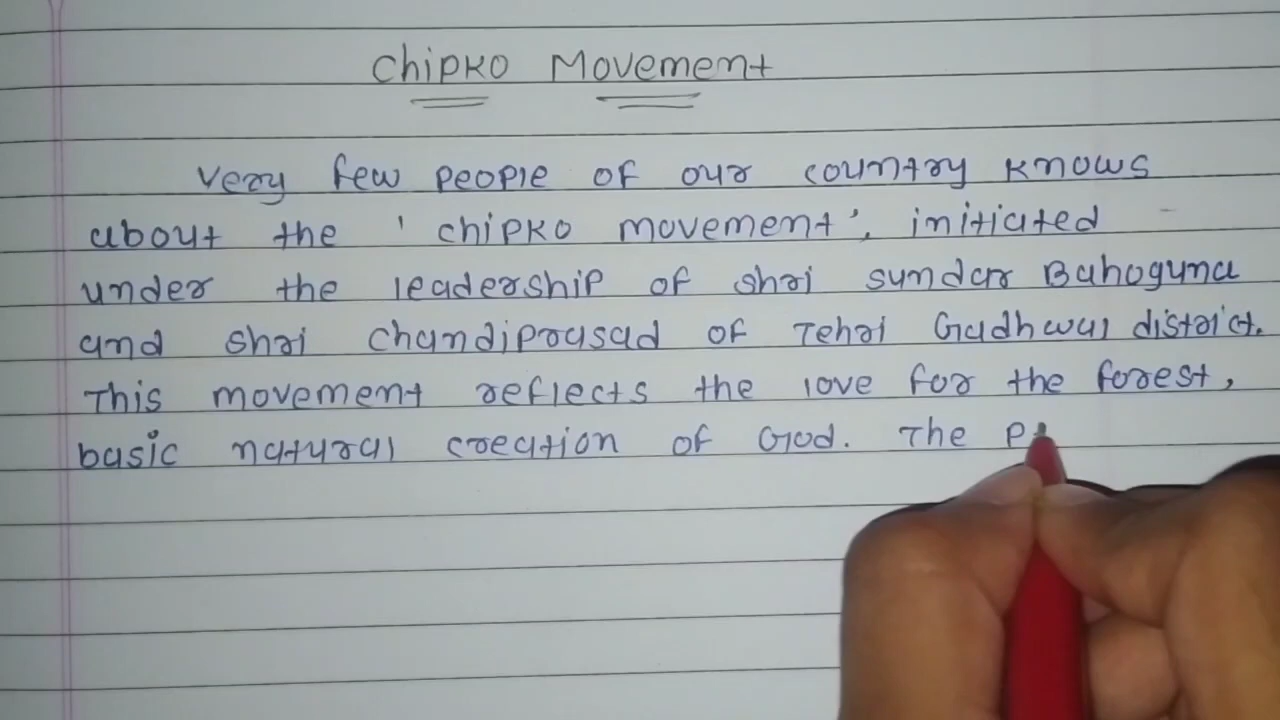 Chipko Movement
Very few people of our country knows
about the 'chipko movement', initiated
under the leadership of shri sundar Bahoguna
and shri Chandiprasad of Tehri Gadhwal district.
This movement reflects the love for the forest,
basic natural creation of God. The